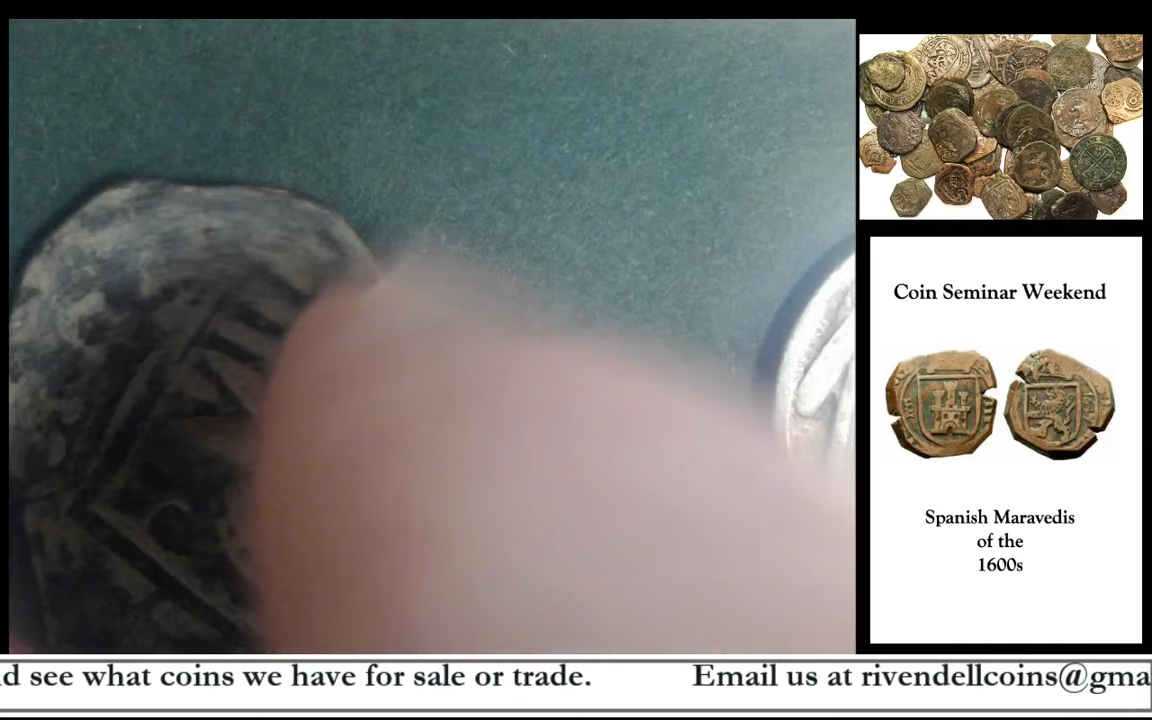 VII
Coin Seminar Weekend
Spanish Maravedis
of the
1600s
d see what coins we have for sale or trade. Email us at rivendellcoins@gma